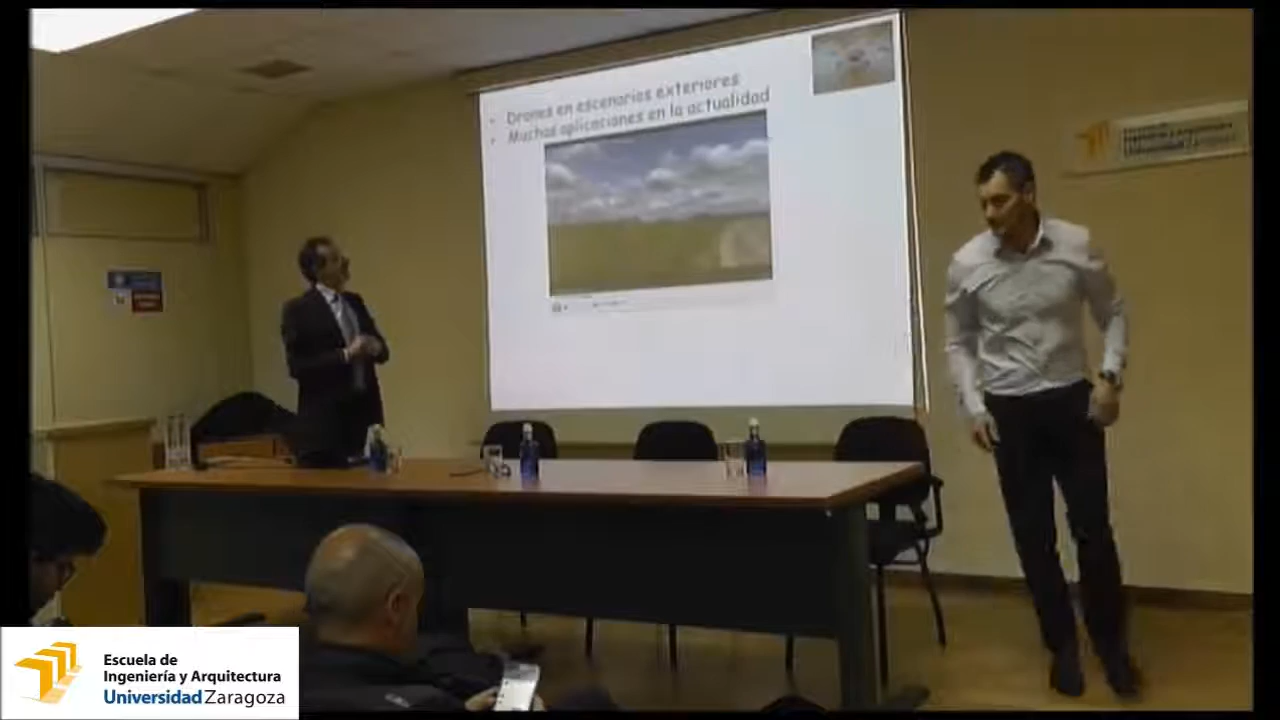 Drones en escenarios exteriores
Muchas aplicaciones en la actualidad
Escuela de
Ingeniería y Arquitectura
Universidad Zaragoza